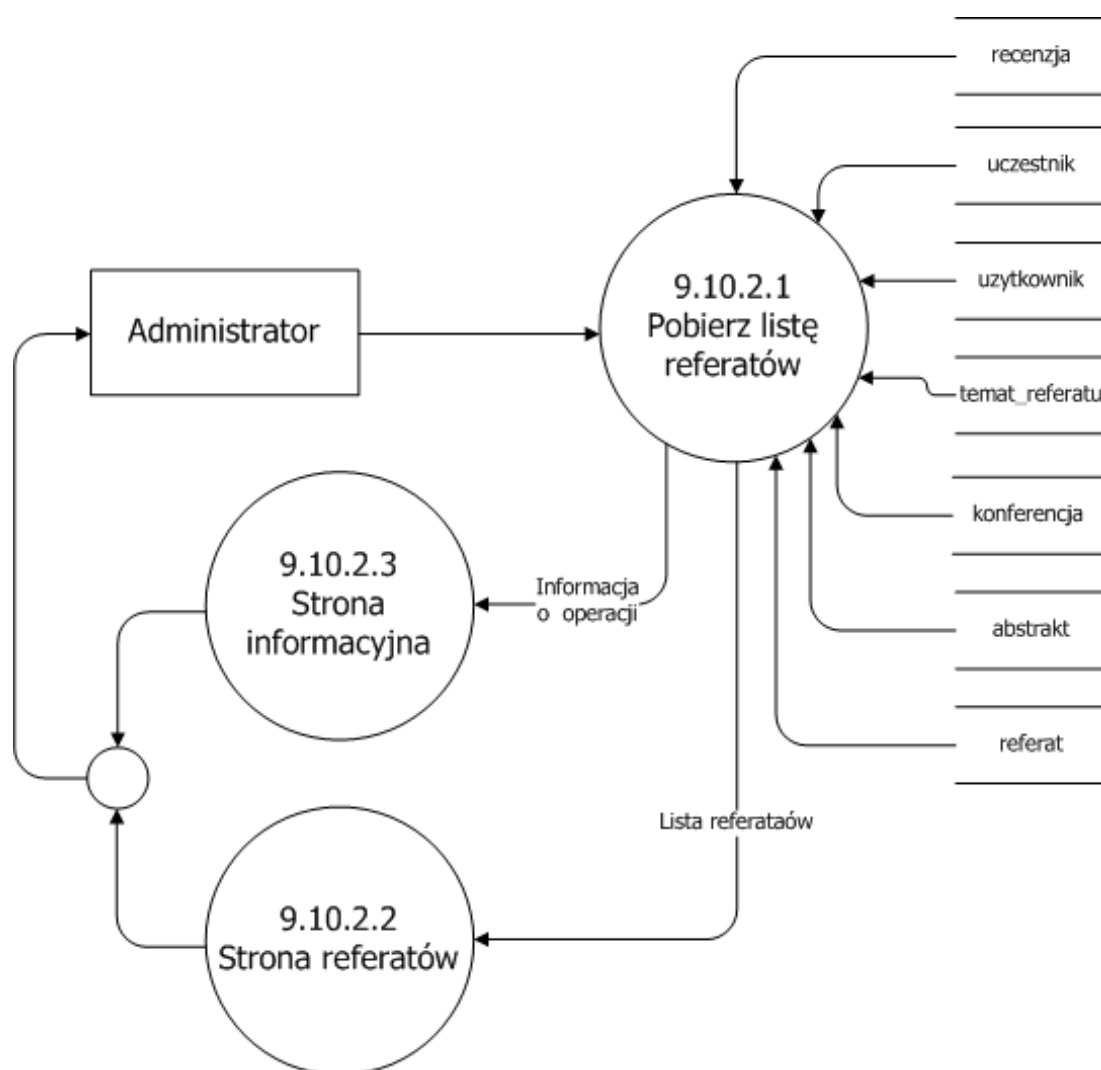 recenzja
uczestnik
uzytkownik
temat_referatu
konferencja
abstrakt
referat
9.10.2.1
Pobierz listę
referatów
Administrator
9.10.2.3
Strona
informacyjna
Informacja
o operacji
Lista referataów
9.10.2.2
Strona referatów